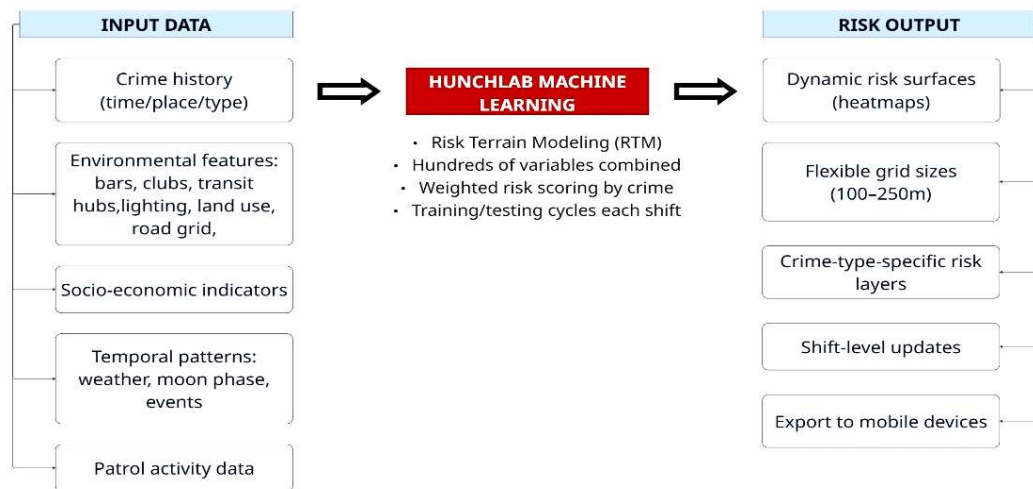 INPUT DATA
Crime history
(time/place/type)
Environmental features:
bars, clubs, transit
hubs,lighting, land use,
road grid,
Socio-economic indicators
Temporal patterns:
weather, moon phase,
events
Patrol activity data
HUNCHLAB MACHINE
LEARNING
• Risk Terrain Modeling (RTM)
• Hundreds of variables combined
• Weighted risk scoring by crime
• Training/testing cycles each shift
RISK OUTPUT
Dynamic risk surfaces
(heatmaps)
Flexible grid sizes
(100–250m)
Crime-type-specific risk
layers
Shift-level updates
Export to mobile devices